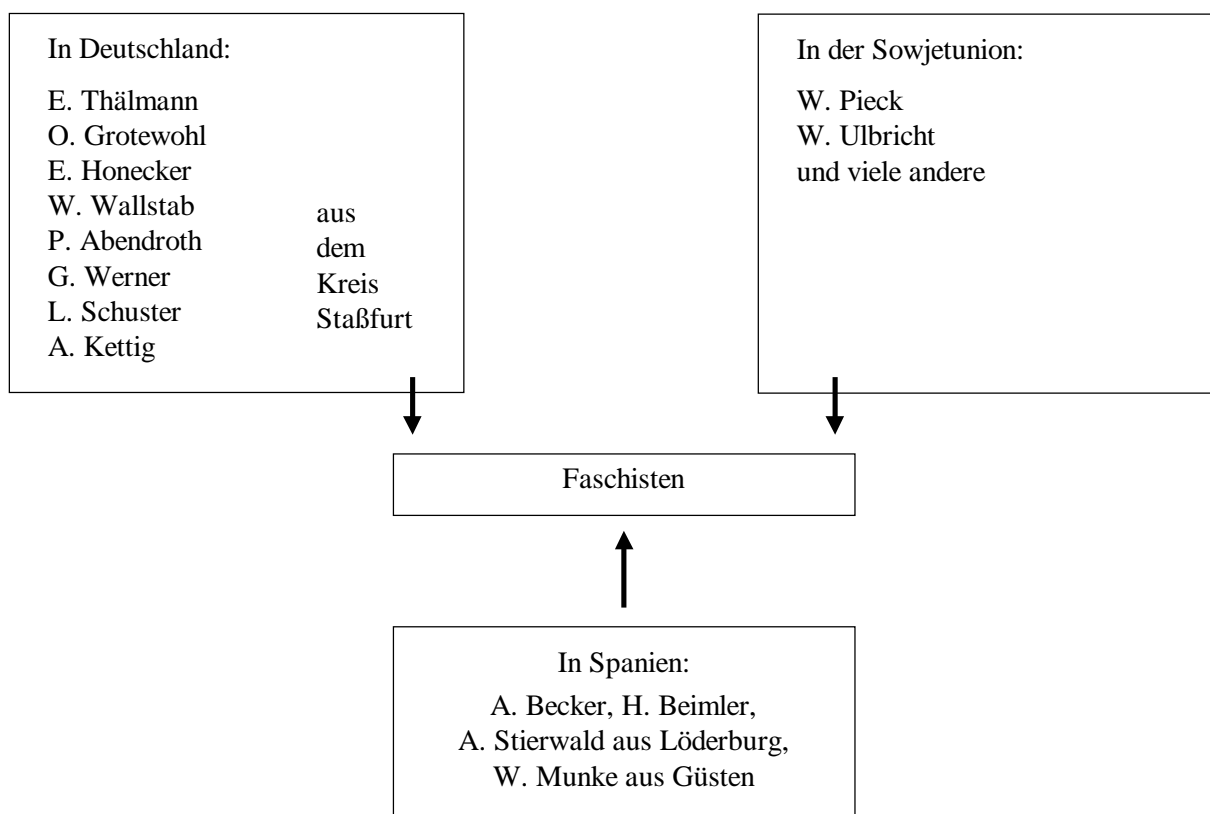 In Deutschland:
E. Thälmann
O. Grotewohl
E. Honecker
W. Wallstab
P. Abendroth
G. Werner
L. Schuster
A. Kettig
aus
dem
Kreis
Staßfurt
In der Sowjetunion:
W. Pieck
W. Ulbricht
und viele andere
Faschisten
In Spanien:
A. Becker, H. Beimler,
A. Stierwald aus Löderburg,
W. Munke aus Güsten